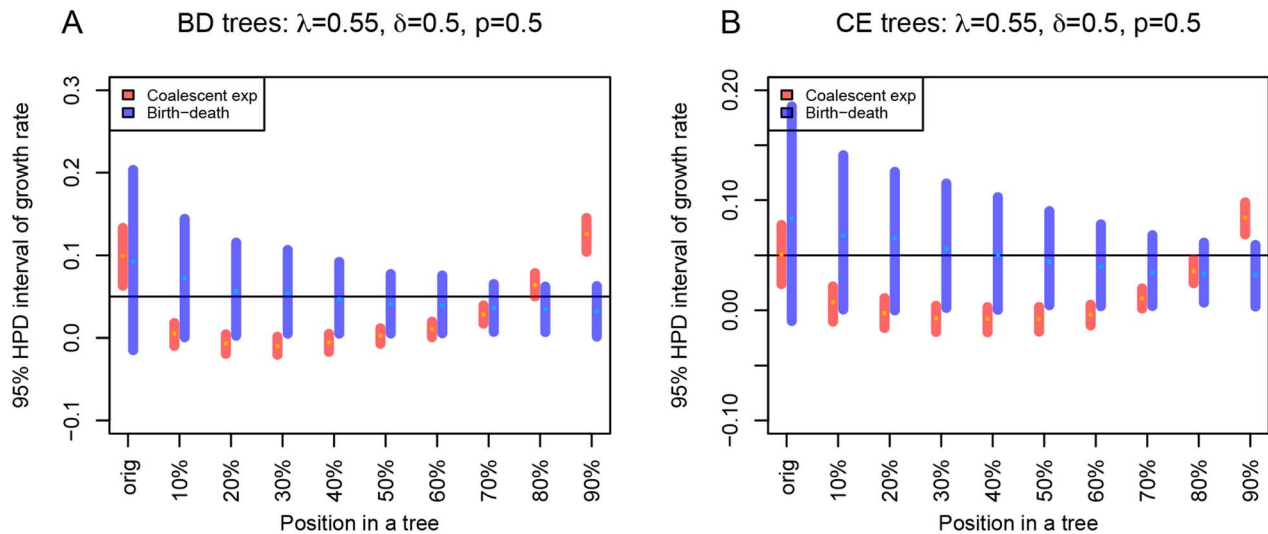 A
BD trees: λ=0.55, δ=0.5, p=0.5
Coalescent exp
Birth−death
95% HPD interval of growth rate
0.3
0.2
0.1
0.0
−0.1
orig
10%
20%
30%
40%
50%
60%
70%
80%
90%
Position in a tree
B
CE trees: λ=0.55, δ=0.5, p=0.5
Coalescent exp
Birth−death
95% HPD interval of growth rate
0.20
0.10
0.00
−0.10
orig
10%
20%
30%
40%
50%
60%
70%
80%
90%
Position in a tree